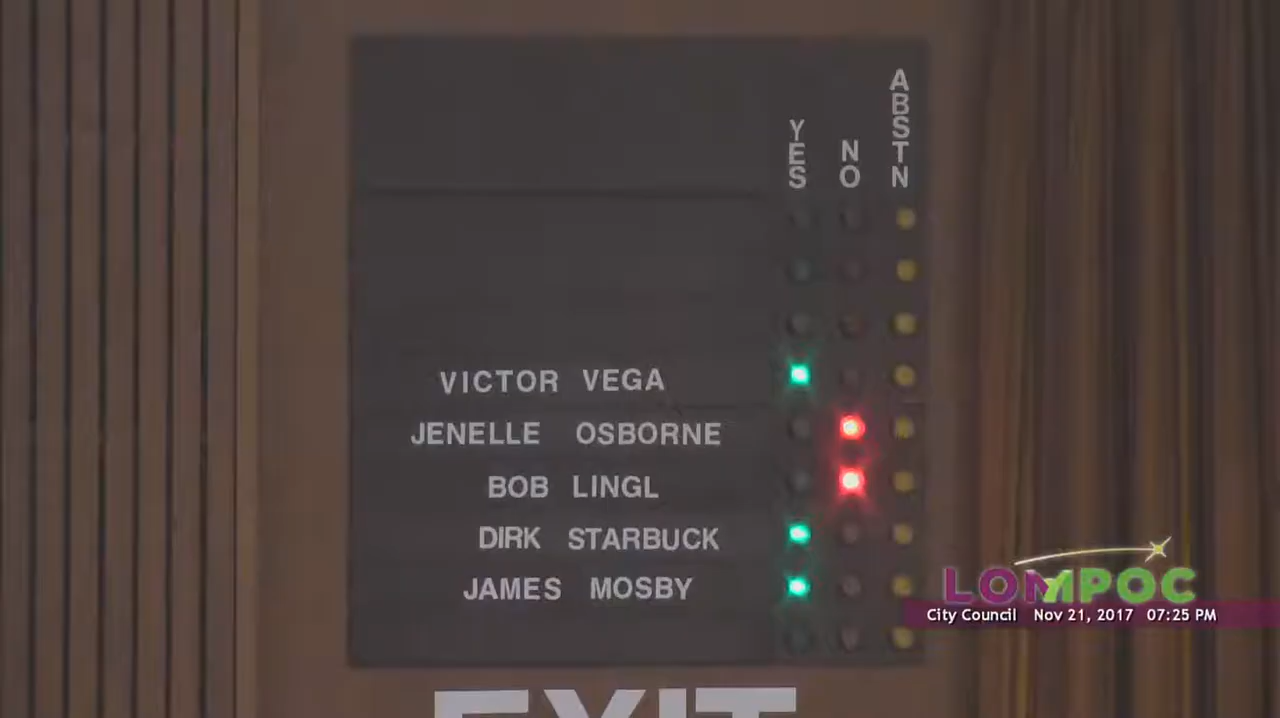 YES NO ABSTN
VICTOR VEGA
JENELLE OSBORNE
BOB LINGL
DIRK STARBUCK
JAMES MOSBY
LOMPOC
City Council Nov 21, 2017 07:25 PM
EXIT